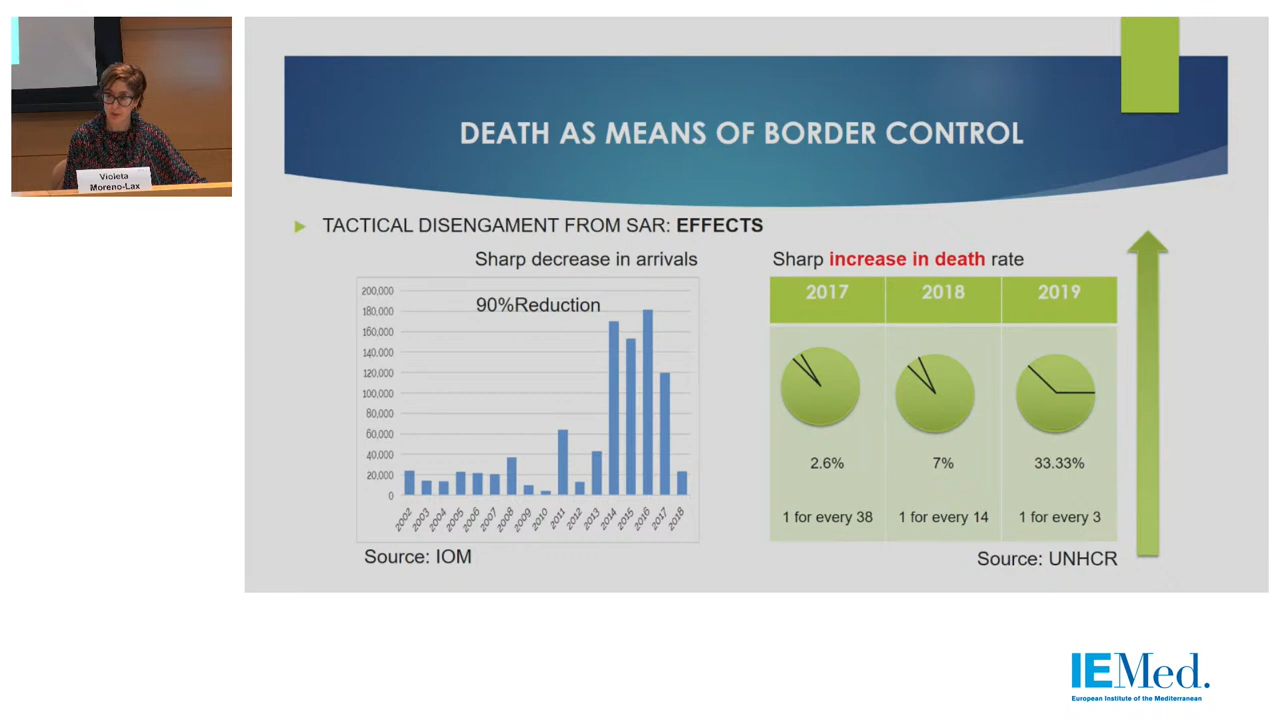 Violeta
Moreno-Lax
DEATH AS MEANS OF BORDER CONTROL
TACTICAL DISENGAMENT FROM SAR: EFFECTS
Sharp decrease in arrivals
90%Reduction
200,000
180,000
160,000
140,000
120,000
100,000
80,000
60,000
40,000
20,000
0
2002 2003 2004 2005 2006 2007 2008 2009 2010 2011 2012 2013 2014 2015 2016 2017 2018
Source: IOM
Sharp increase in death rate
2017 2018 2019
2.6% 7% 33.33%
1 for every 38 1 for every 14 1 for every 3
Source: UNHCR
IEMed.
European Institute of the Mediterranean